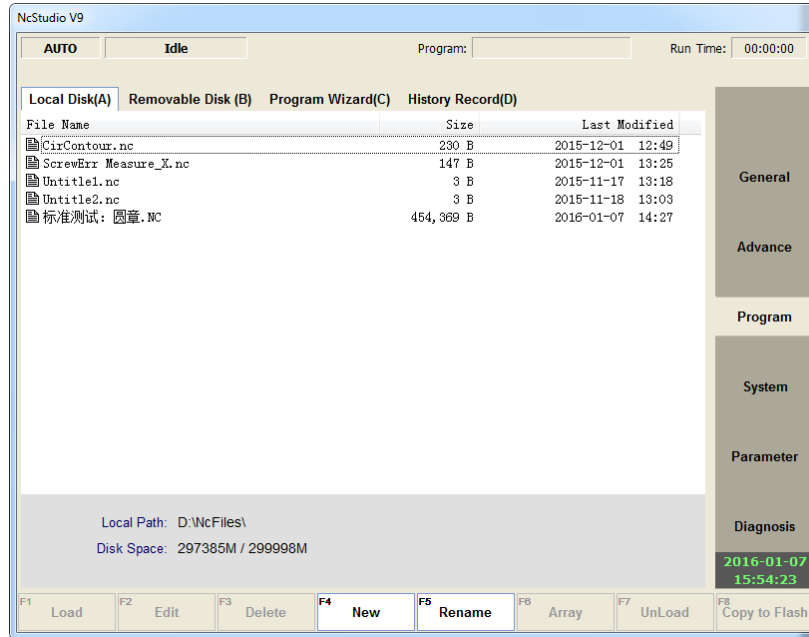 NcStudio V9
AUTO Idle Program: Run Time: 00:00:00
Local Disk(A) Removable Disk (B) Program Wizard(C) History Record(D)
File Name Size Last Modified
CirContour.nc 230 B 2015-12-01 12:49
ScrewErr Measure_X.nc 147 B 2015-12-01 13:25
Untitle1.nc 3 B 2015-11-17 13:18
Untitle2.nc 3 B 2015-11-18 13:03
标准测试：圆章.NC 454,369 B 2016-01-07 14:27
General
Advance
Program
System
Parameter
Diagnosis
Local Path: D:\NcFiles\
Disk Space: 297385M / 299998M
2016-01-07
15:54:23
F1 Load F2 Edit F3 Delete F4 New F5 Rename F6 Array F7 UnLoad F8 Copy to Flash